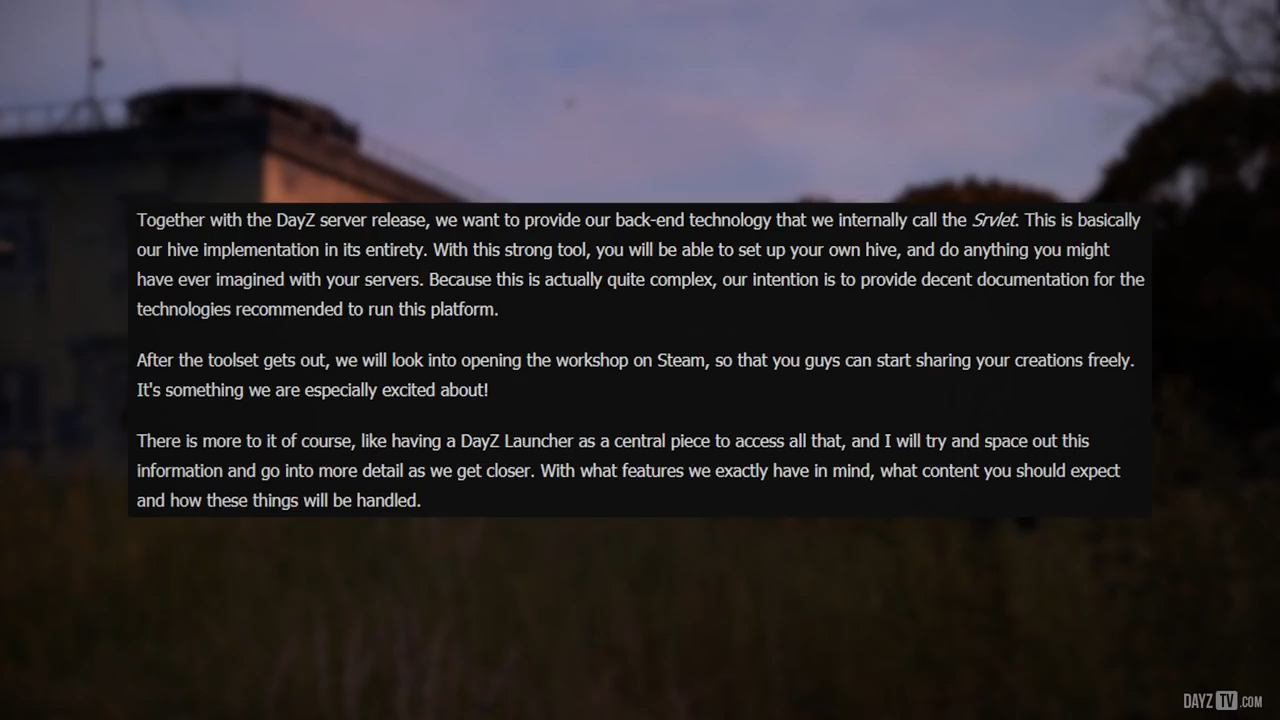 Together with the DayZ server release, we want to provide our back-end technology that we internally call the Srvlet. This is basically
our hive implementation in its entirety. With this strong tool, you will be able to set up your own hive, and do anything you might
have ever imagined with your servers. Because this is actually quite complex, our intention is to provide decent documentation for the
technologies recommended to run this platform.
After the toolset gets out, we will look into opening the workshop on Steam, so that you guys can start sharing your creations freely.
It's something we are especially excited about!
There is more to it of course, like having a DayZ Launcher as a central piece to access all that, and I will try and space out this
information and go into more detail as we get closer. With what features we exactly have in mind, what content you should expect
and how these things will be handled.
DAYZ TV .COM